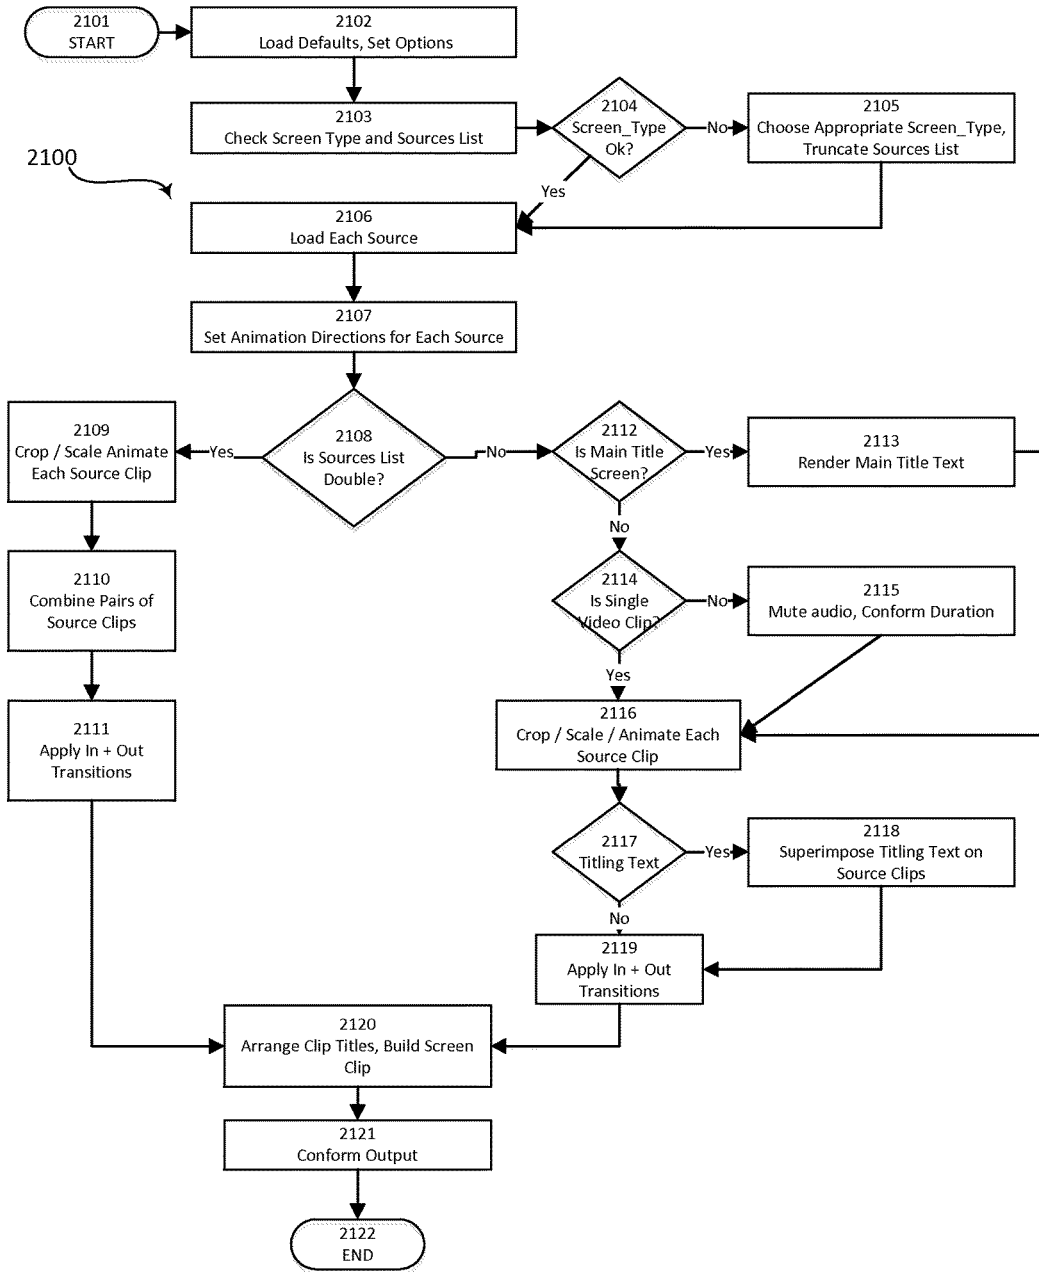 2101
START
2102
Load Defaults, Set Options
2103
Check Screen Type and Sources List
2104
Screen_Type
Ok?
No
2105
Choose Appropriate Screen_Type,
Truncate Sources List
2100
Yes
2106
Load Each Source
2107
Set Animation Directions for Each Source
2108
Is Sources List
Double?
Yes
2109
Crop / Scale Animate
Each Source Clip
No
2112
Is Main Title
Screen?
Yes
2113
Render Main Title Text
No
2110
Combine Pairs of
Source Clips
2114
Is Single
Video Clip?
No
2115
Mute audio, Conform Duration
Yes
2111
Apply In + Out
Transitions
2116
Crop / Scale / Animate Each
Source Clip
2117
Titling Text
Yes
2118
Superimpose Titling Text on
Source Clips
No
2119
Apply In + Out
Transitions
2120
Arrange Clip Titles, Build Screen
Clip
2121
Conform Output
2122
END